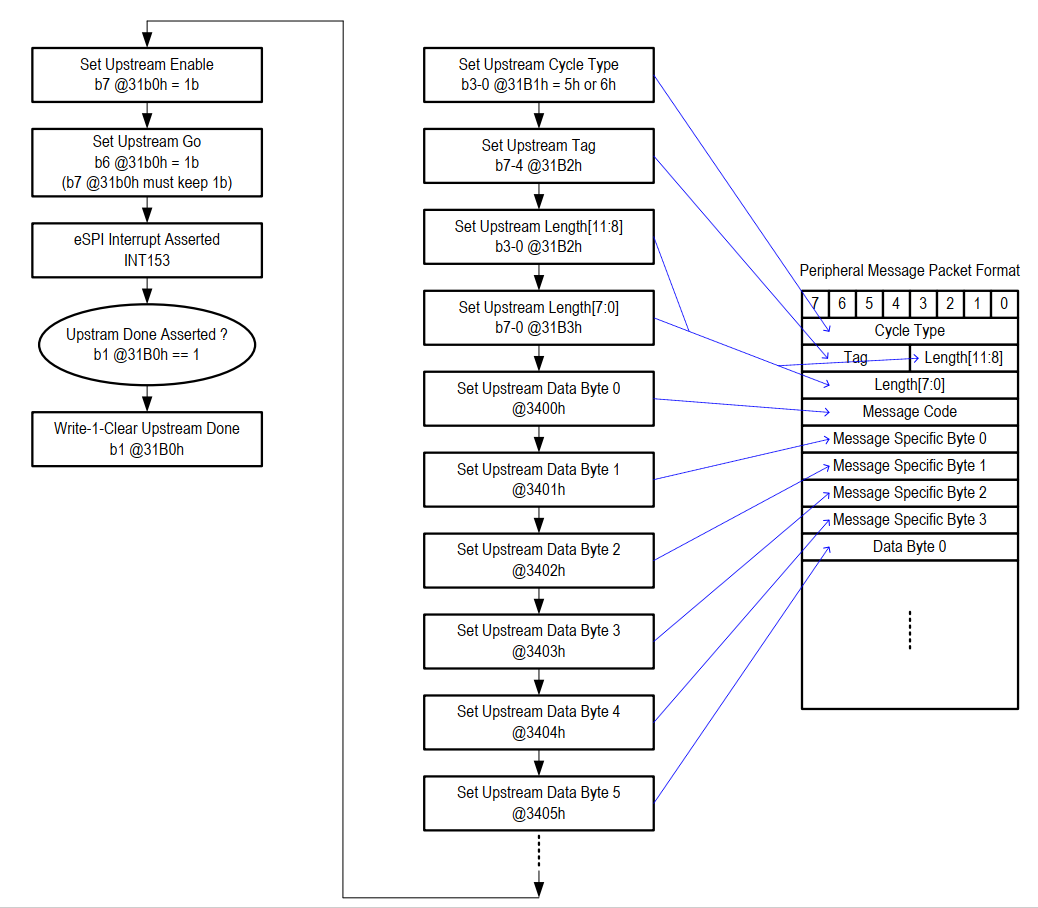 Set Upstream Enable
b7 @31b0h = 1b
Set Upstream Go
b6 @31b0h = 1b
(b7 @31b0h must keep 1b)
eSPI Interrupt Asserted
INT153
Upstram Done Asserted ?
b1 @31B0h == 1
Write-1-Clear Upstream Done
b1 @31B0h
Set Upstream Cycle Type
b3-0 @31B1h = 5h or 6h
Set Upstream Tag
b7-4 @31B2h
Set Upstream Length[11:8]
b3-0 @31B2h
Set Upstream Length[7:0]
b7-0 @31B3h
Set Upstream Data Byte 0
@3400h
Set Upstream Data Byte 1
@3401h
Set Upstream Data Byte 2
@3402h
Set Upstream Data Byte 3
@3403h
Set Upstream Data Byte 4
@3404h
Set Upstream Data Byte 5
@3405h
Peripheral Message Packet Format
7 6 5 4 3 2 1 0
Cycle Type
Tag Length[11:8]
Length[7:0]
Message Code
Message Specific Byte 0
Message Specific Byte 1
Message Specific Byte 2
Message Specific Byte 3
Data Byte 0